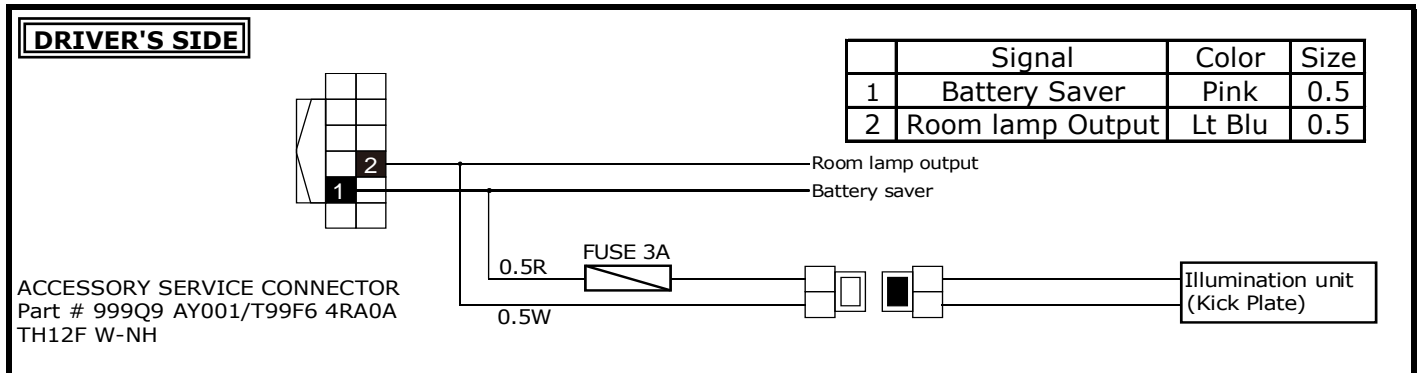 DRIVER'S SIDE
Signal Color Size
1 Battery Saver Pink 0.5
2 Room lamp Output Lt Blu 0.5
2
Room lamp output
1
Battery saver
FUSE 3A
0.5R
0.5W
Illumination unit
(Kick Plate)
ACCESSORY SERVICE CONNECTOR
Part # 999Q9 AY001/T99F6 4RA0A
TH12F W-NH